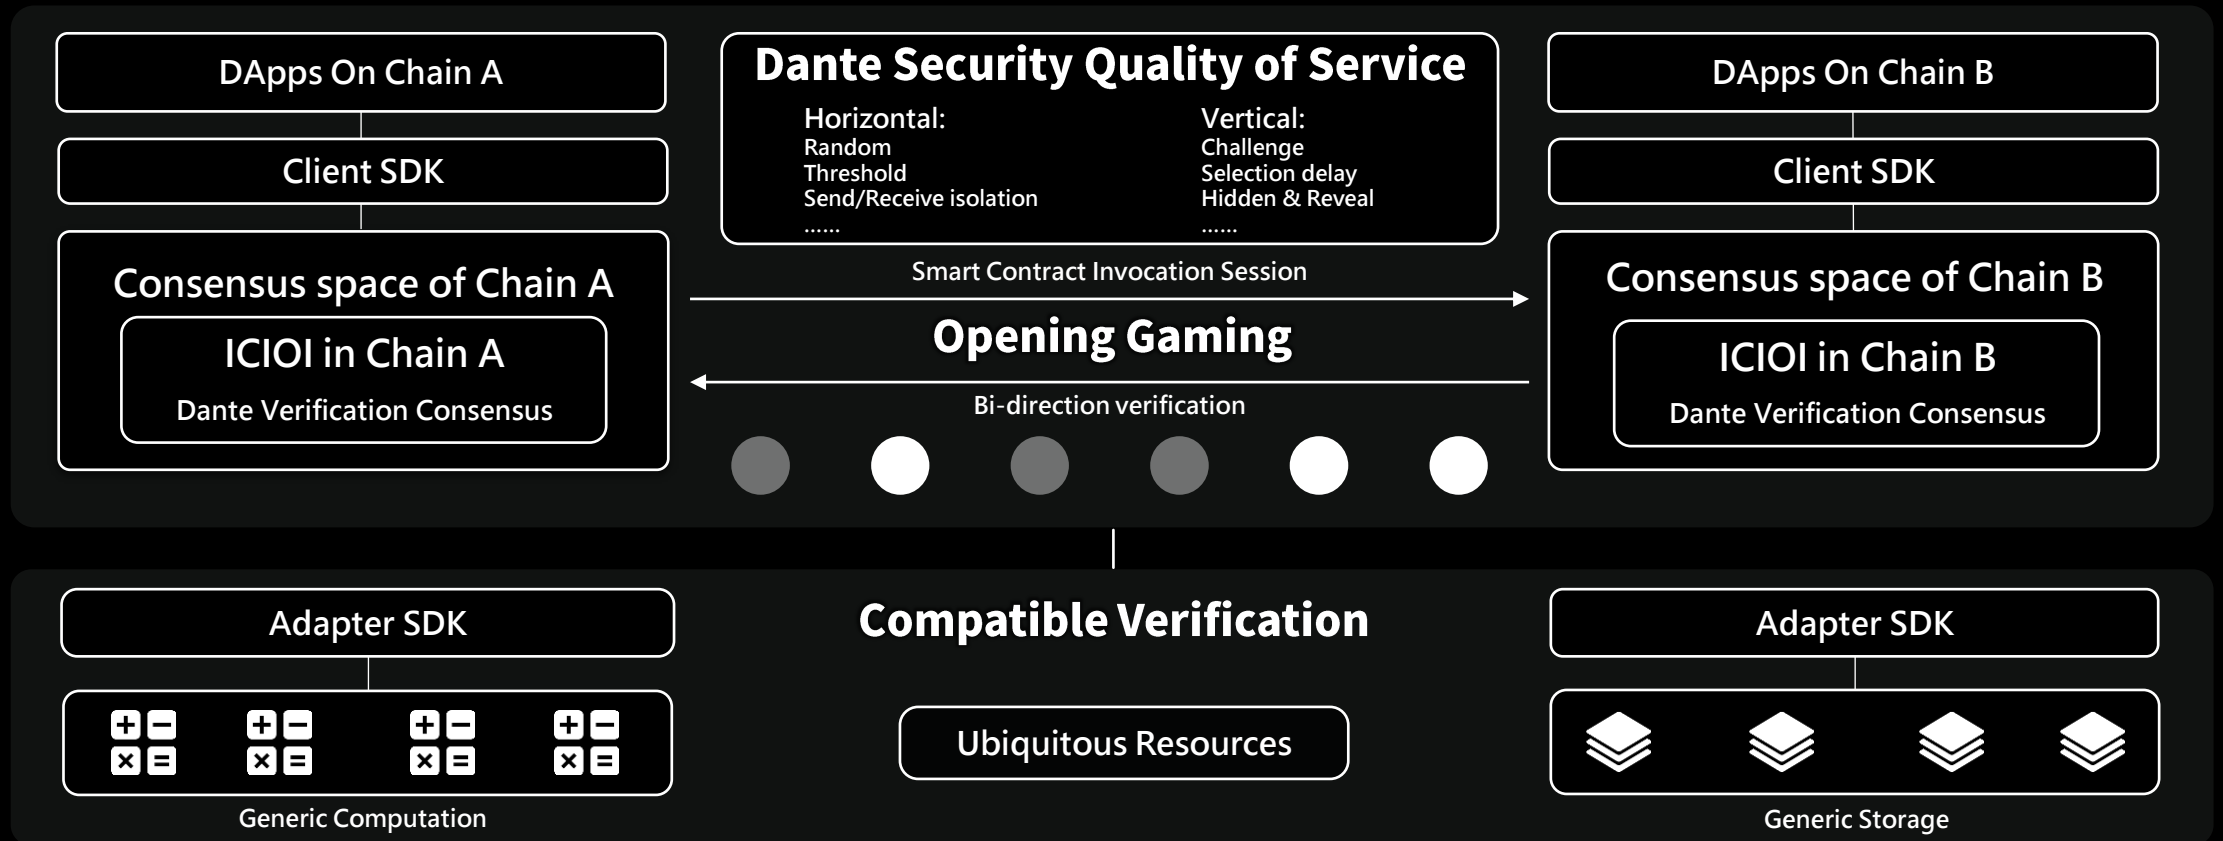 DApps On Chain A
Client SDK
Consensus space of Chain A
ICIOI in Chain A
Dante Verification Consensus
Dante Security Quality of Service
Horizontal:
Random
Threshold
Send/Receive isolation
......
Vertical:
Challenge
Selection delay
Hidden & Reveal
......
Smart Contract Invocation Session
Opening Gaming
Bi-direction verification
DApps On Chain B
Client SDK
Consensus space of Chain B
ICIOI in Chain B
Dante Verification Consensus
Adapter SDK
Generic Computation
Compatible Verification
Ubiquitous Resources
Adapter SDK
Generic Storage